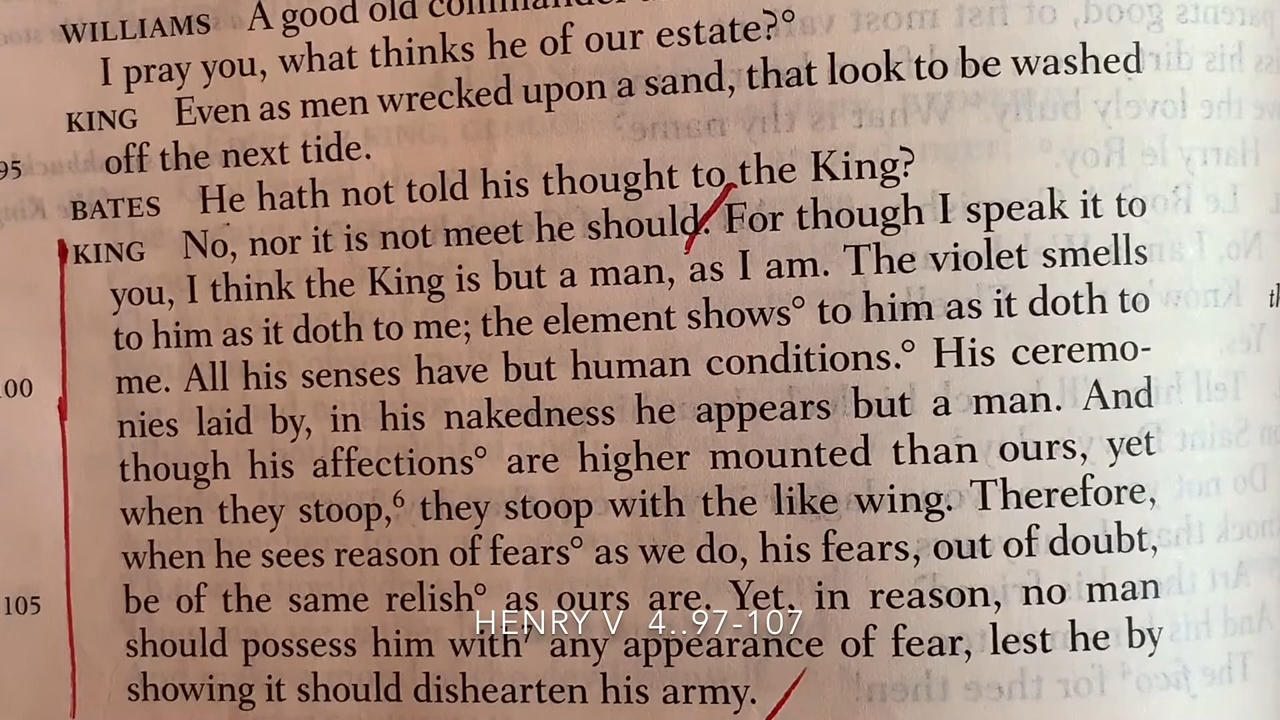 WILLIAMS A good old
I pray you, what thinks he of our estate?°
KING Even as men wrecked upon a sand, that look to be washed
95 off the next tide.
BATES He hath not told his thought to the King?
KING No, nor it is not meet he should. For though I speak it to
you, I think the King is but a man, as I am. The violet smells
to him as it doth to me; the element shows° to him as it doth to
00 me. All his senses have but human conditions.° His ceremo-
nies laid by, in his nakedness he appears but a man. And
though his affections° are higher mounted than ours, yet
when they stoop,⁶ they stoop with the like wing. Therefore,
when he sees reason of fears° as we do, his fears, out of doubt,
105 be of the same relish° as ours are. Yet, in reason, no man
HENRY V 4..97-107
should possess him with⁷ any appearance of fear, lest he by
showing it should dishearten his army.